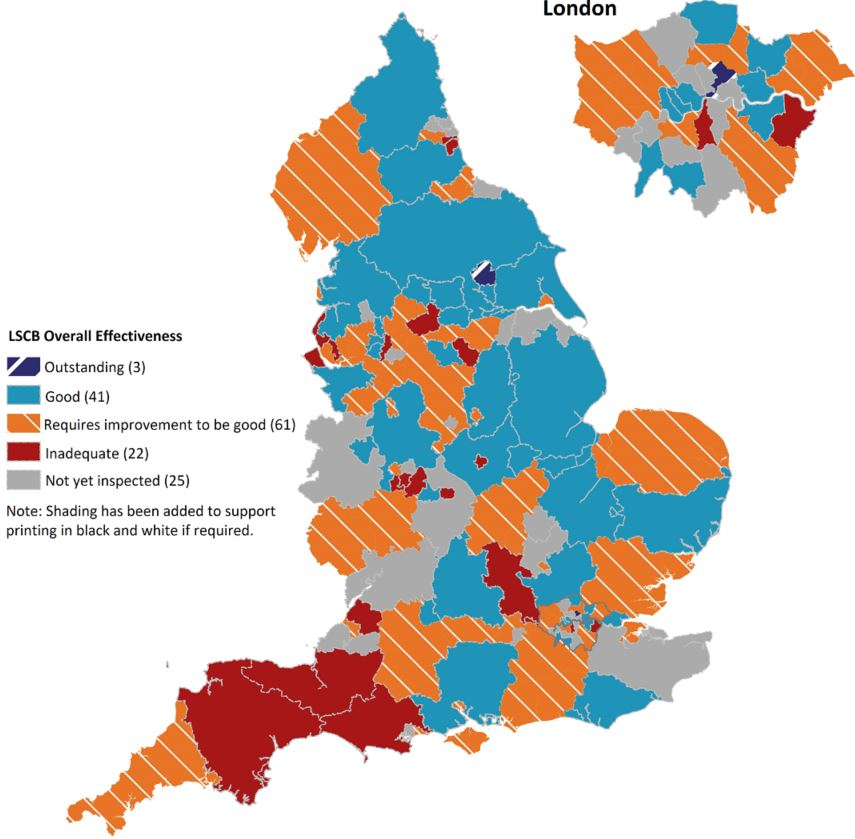 London
LSCB Overall Effectiveness
Outstanding (3)
Good (41)
Requires improvement to be good (61)
Inadequate (22)
Not yet inspected (25)
Note: Shading has been added to support
printing in black and white if required.